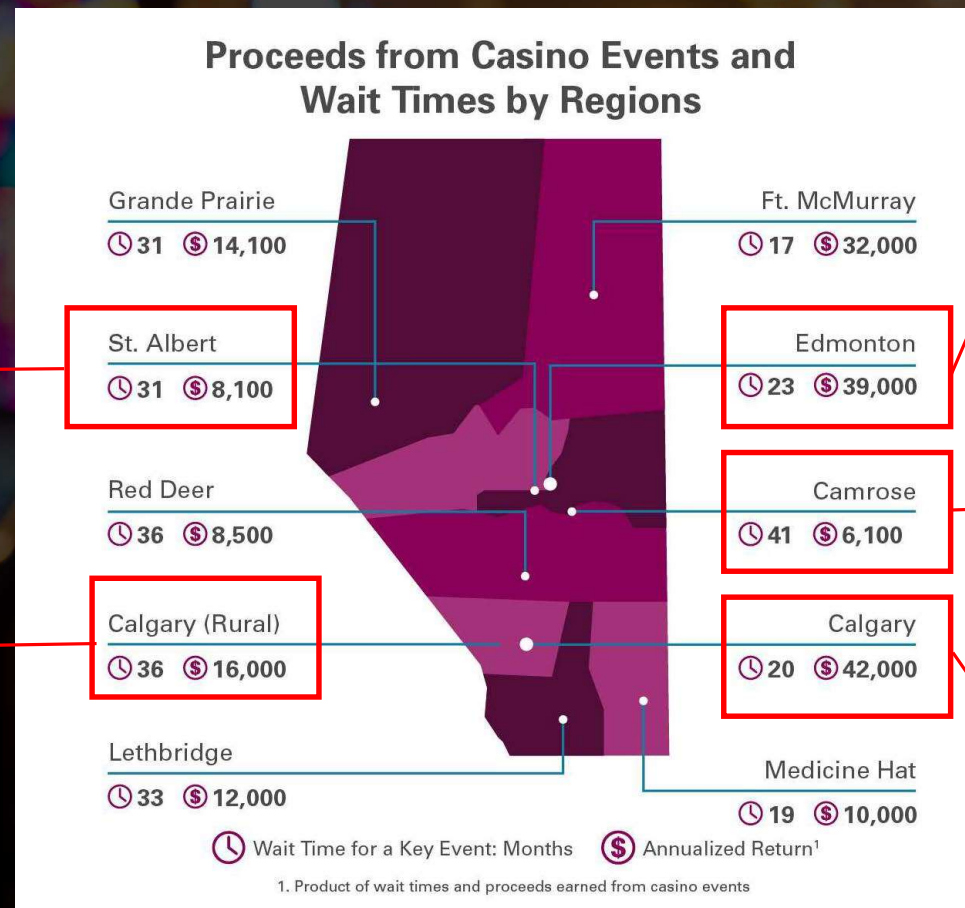 Proceeds from Casino Events and
Wait Times by Regions
Grande Prairie
31 $ 14,100
Ft. McMurray
17 $ 32,000
St. Albert
31 $ 8,100
Edmonton
23 $ 39,000
Red Deer
36 $ 8,500
Camrose
41 $ 6,100
Calgary (Rural)
36 $ 16,000
Calgary
20 $ 42,000
Lethbridge
33 $ 12,000
Medicine Hat
19 $ 10,000
Wait Time for a Key Event: Months $ Annualized Return¹
1. Product of wait times and proceeds earned from casino events